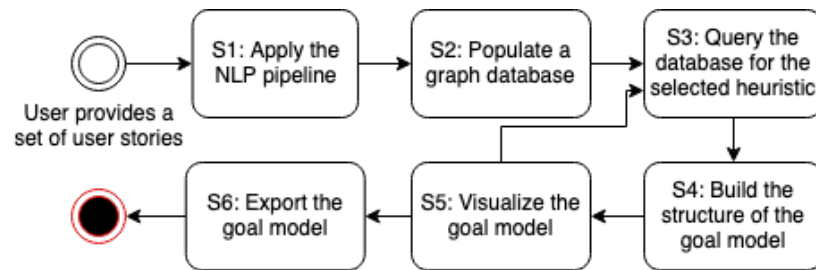 User provides a
set of user stories
S1: Apply the
NLP pipeline
S2: Populate a
graph database
S3: Query the
database for the
selected heuristic
S4: Build the
structure of the
goal model
S5: Visualize the
goal model
S6: Export the
goal model